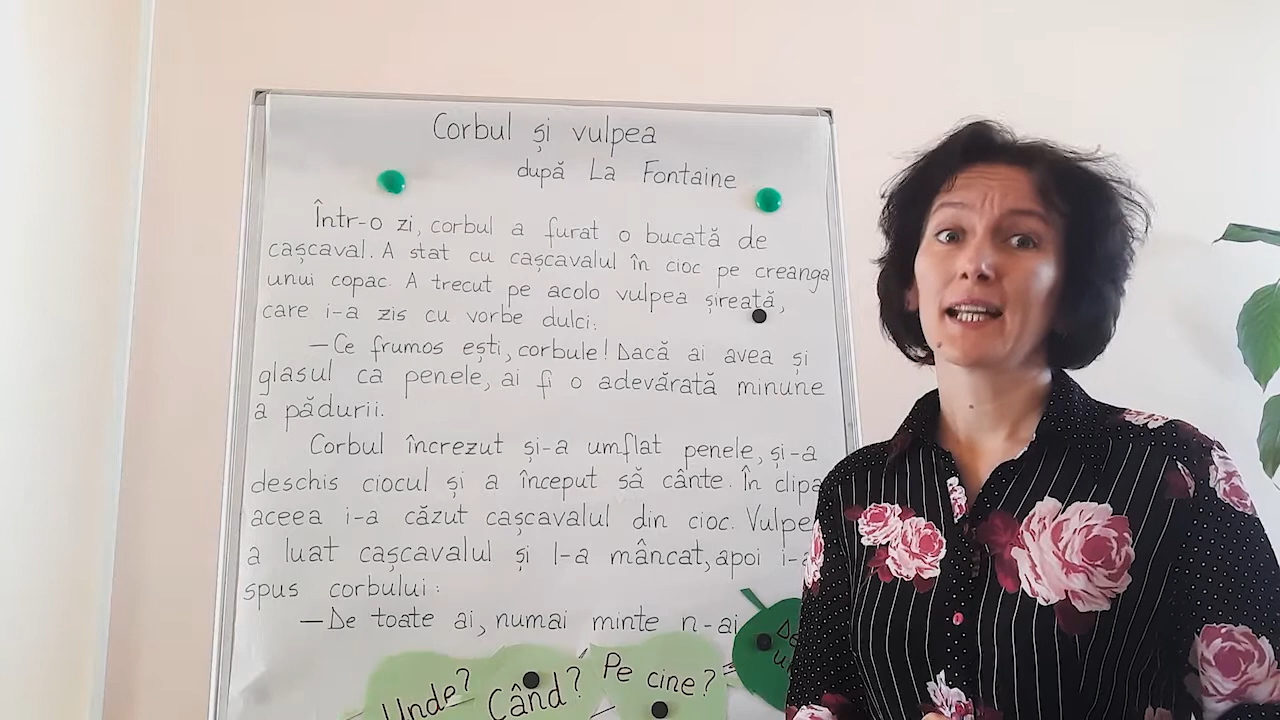 Corbul și vulpea
după La Fontaine
Într-o zi, corbul a furat o bucată de
cașcaval. A stat cu cașcavalul în cioc pe creanga
unui copac. A trecut pe acolo vulpea șireată,
care i-a zis cu vorbe dulci:
—Ce frumos ești, corbule! Dacă ai avea și
glasul ca penele, ai fi o adevărată minune
a pădurii.
Corbul încrezut și-a umflat penele, și-a
deschis ciocul și a început să cânte. În clipa
aceea i-a căzut cașcavalul din cioc. Vulpe
a luat cașcavalul și l-a mâncat, apoi i-a
spus corbului:
—De toate ai, numai minte n-ai
Unde? Când? Pe cine?